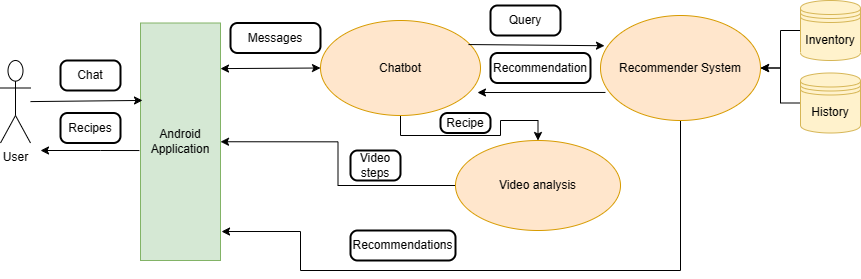 Query
Messages
Inventory
Chat
Chatbot
Recommendation
Recommender System
History
Recipes
Recipe
Android
Application
User
Video
steps
Video analysis
Recommendations